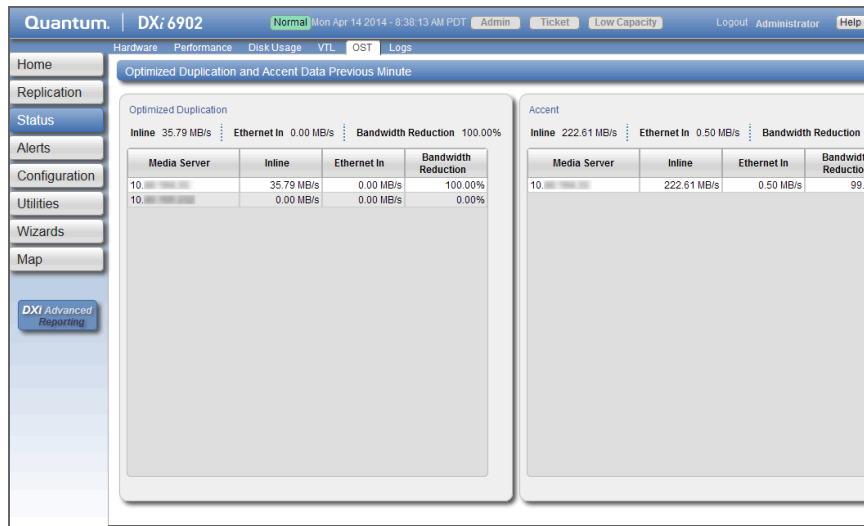 Quantum. DXi 6902 Normal Mon Apr 14 2014 - 8:38:13 AM PDT Admin Ticket Low Capacity Logout Administrator Help
Hardware Performance Disk Usage VTL OST Logs
Home
Replication
Status
Alerts
Configuration
Utilities
Wizards
Map
DXi Advanced
Reporting
Optimized Duplication and Accent Data Previous Minute
Optimized Duplication
Inline 35.79 MB/s Ethernet In 0.00 MB/s Bandwidth Reduction 100.00%
Media Server Inline Ethernet In Bandwidth Reduction
10. 35.79 MB/s 0.00 MB/s 100.00%
10. 0.00 MB/s 0.00 MB/s 0.00%
Accent
Inline 222.61 MB/s Ethernet In 0.50 MB/s Bandwidth Reduction
Media Server Inline Ethernet In
10. 222.61 MB/s 0.50 MB/s 99.